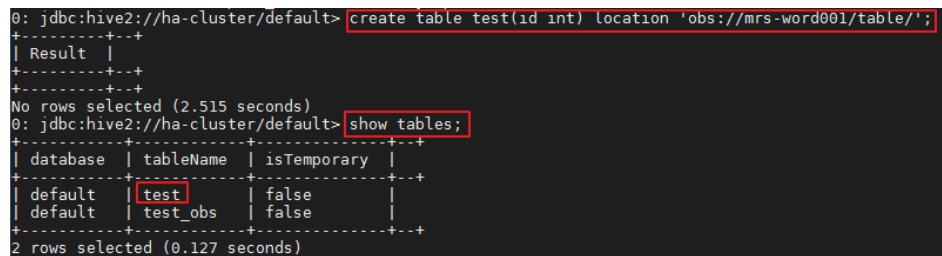 0: jdbc:hive2://ha-cluster/default> create table test(id int) location 'obs://mrs-word001/table/';
+---------+--+
| Result  |
+---------+--+
+---------+--+
No rows selected (2.515 seconds)
0: jdbc:hive2://ha-cluster/default> show tables;
+-----------+------------+--------------+--+
| database  | tableName  | isTemporary  |
+-----------+------------+--------------+--+
| default   | test       | false        |
| default   | test_obs   | false        |
+-----------+------------+--------------+--+
2 rows selected (0.127 seconds)